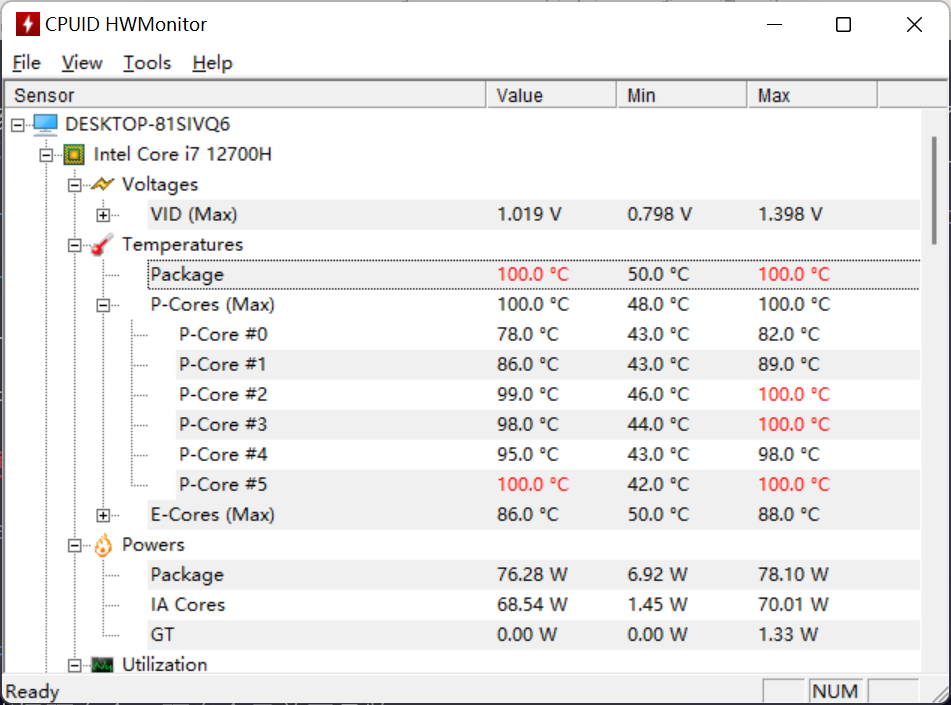 CPUID HWMonitor
File View Tools Help
Sensor Value Min Max
DESKTOP-81SIVQ6
Intel Core i7 12700H
Voltages
VID (Max) 1.019 V 0.798 V 1.398 V
Temperatures
Package 100.0 °C 50.0 °C 100.0 °C
P-Cores (Max) 100.0 °C 48.0 °C 100.0 °C
P-Core #0 78.0 °C 43.0 °C 82.0 °C
P-Core #1 86.0 °C 43.0 °C 89.0 °C
P-Core #2 99.0 °C 46.0 °C 100.0 °C
P-Core #3 98.0 °C 44.0 °C 100.0 °C
P-Core #4 95.0 °C 43.0 °C 98.0 °C
P-Core #5 100.0 °C 42.0 °C 100.0 °C
E-Cores (Max) 86.0 °C 50.0 °C 88.0 °C
Powers
Package 76.28 W 6.92 W 78.10 W
IA Cores 68.54 W 1.45 W 70.01 W
GT 0.00 W 0.00 W 1.33 W
Utilization
Ready NUM